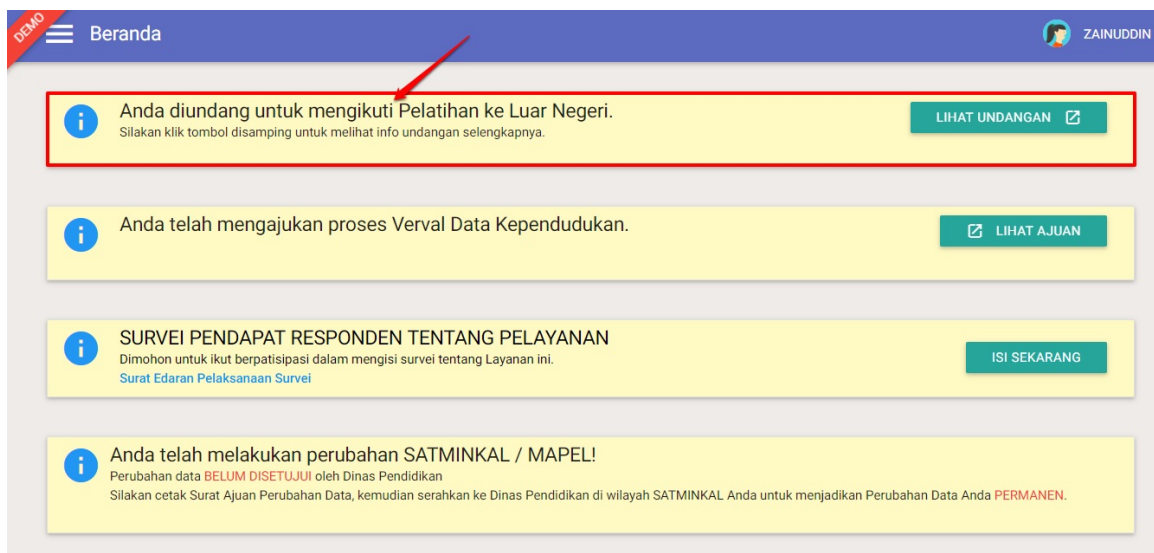 DEMO
Beranda
ZAINUDDIN
Anda diundang untuk mengikuti Pelatihan ke Luar Negeri.
Silakan klik tombol disamping untuk melihat info undangan selengkapnya.
LIHAT UNDANGAN
Anda telah mengajukan proses Verval Data Kependudukan.
LIHAT AJUAN
SURVEI PENDAPAT RESPONDEN TENTANG PELAYANAN
Dimohon untuk ikut berpatisipasi dalam mengisi survei tentang Layanan ini.
Surat Edaran Pelaksanaan Survei
ISI SEKARANG
Anda telah melakukan perubahan SATMINKAL / MAPEL!
Perubahan data BELUM DISETUJUI oleh Dinas Pendidikan
Silakan cetak Surat Ajuan Perubahan Data, kemudian serahkan ke Dinas Pendidikan di wilayah SATMINKAL Anda untuk menjadikan Perubahan Data Anda PERMANEN.